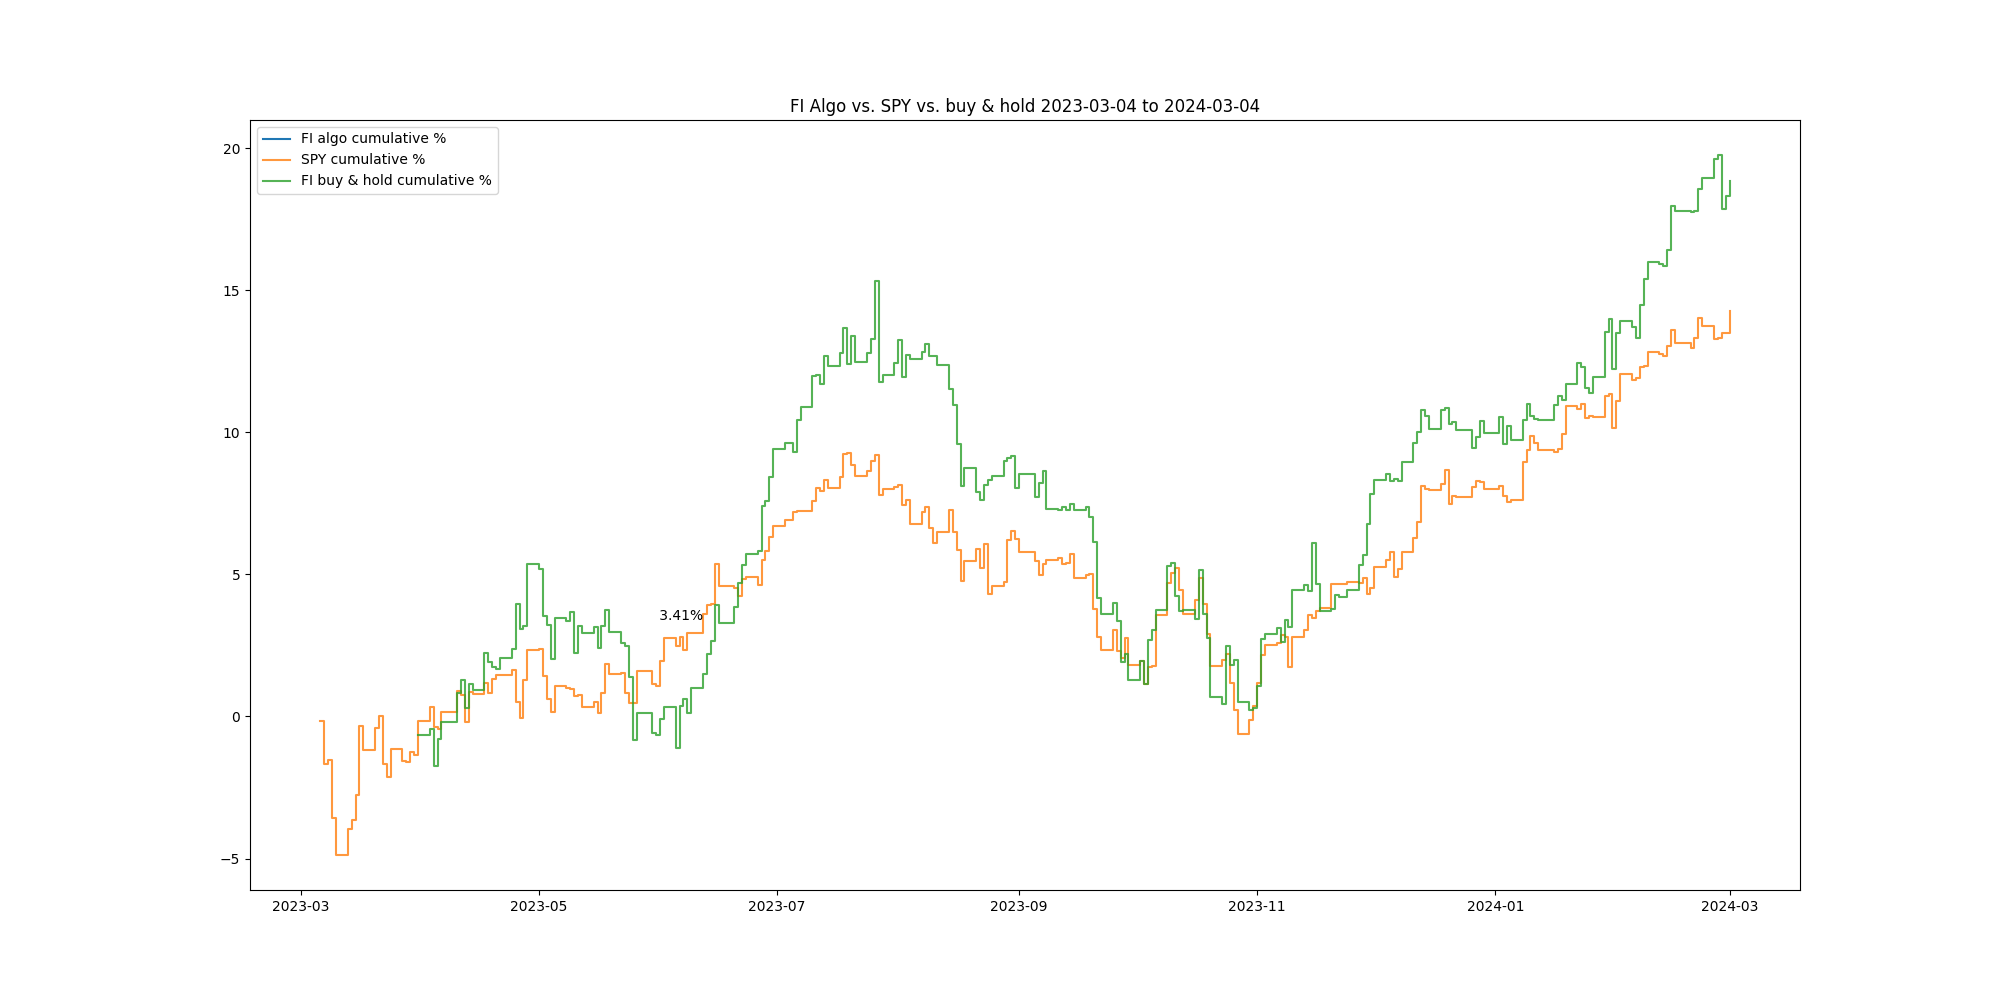 FI Algo vs. SPY vs. buy & hold 2023-03-04 to 2024-03-04
FI algo cumulative %
SPY cumulative %
FI buy & hold cumulative %
20
15
10
5
0
−5
3.41%
2023-03 2023-05 2023-07 2023-09 2023-11 2024-01 2024-03